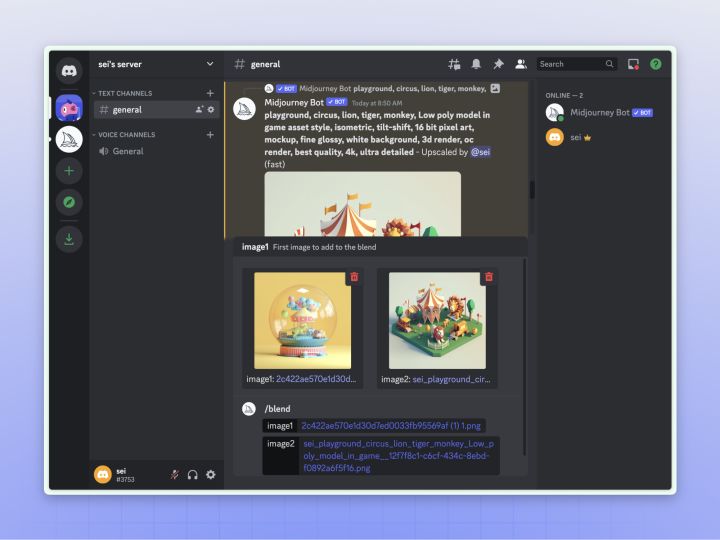 sei's server
general
Search
TEXT CHANNELS
general
VOICE CHANNELS
General
BOT Midjourney Bot playground, circus, lion, tiger, monkey,
Midjourney Bot BOT Today at 8:50 AM
playground, circus, lion, tiger, monkey, Low poly model in
game asset style, isometric, tilt-shift, 16 bit pixel art,
mockup, fine glossy, white background, 3d render, oc
render, best quality, 4k, ultra detailed - Upscaled by @sei
(fast)
image1 First image to add to the blend
image1: 2c422ae570e1d30d...
image2: sei_playground_cir...
/blend
image1 2c422ae570e1d30d7ed0033fb95569af (1) 1.png
image2 sei_playground_circus_lion_tiger_monkey_Low_p
oly_model_in_game__12f7f8c1-c6cf-434c-8ebd-
f0892a6f5f16.png
sei
#3753
ONLINE — 2
Midjourney Bot BOT
sei